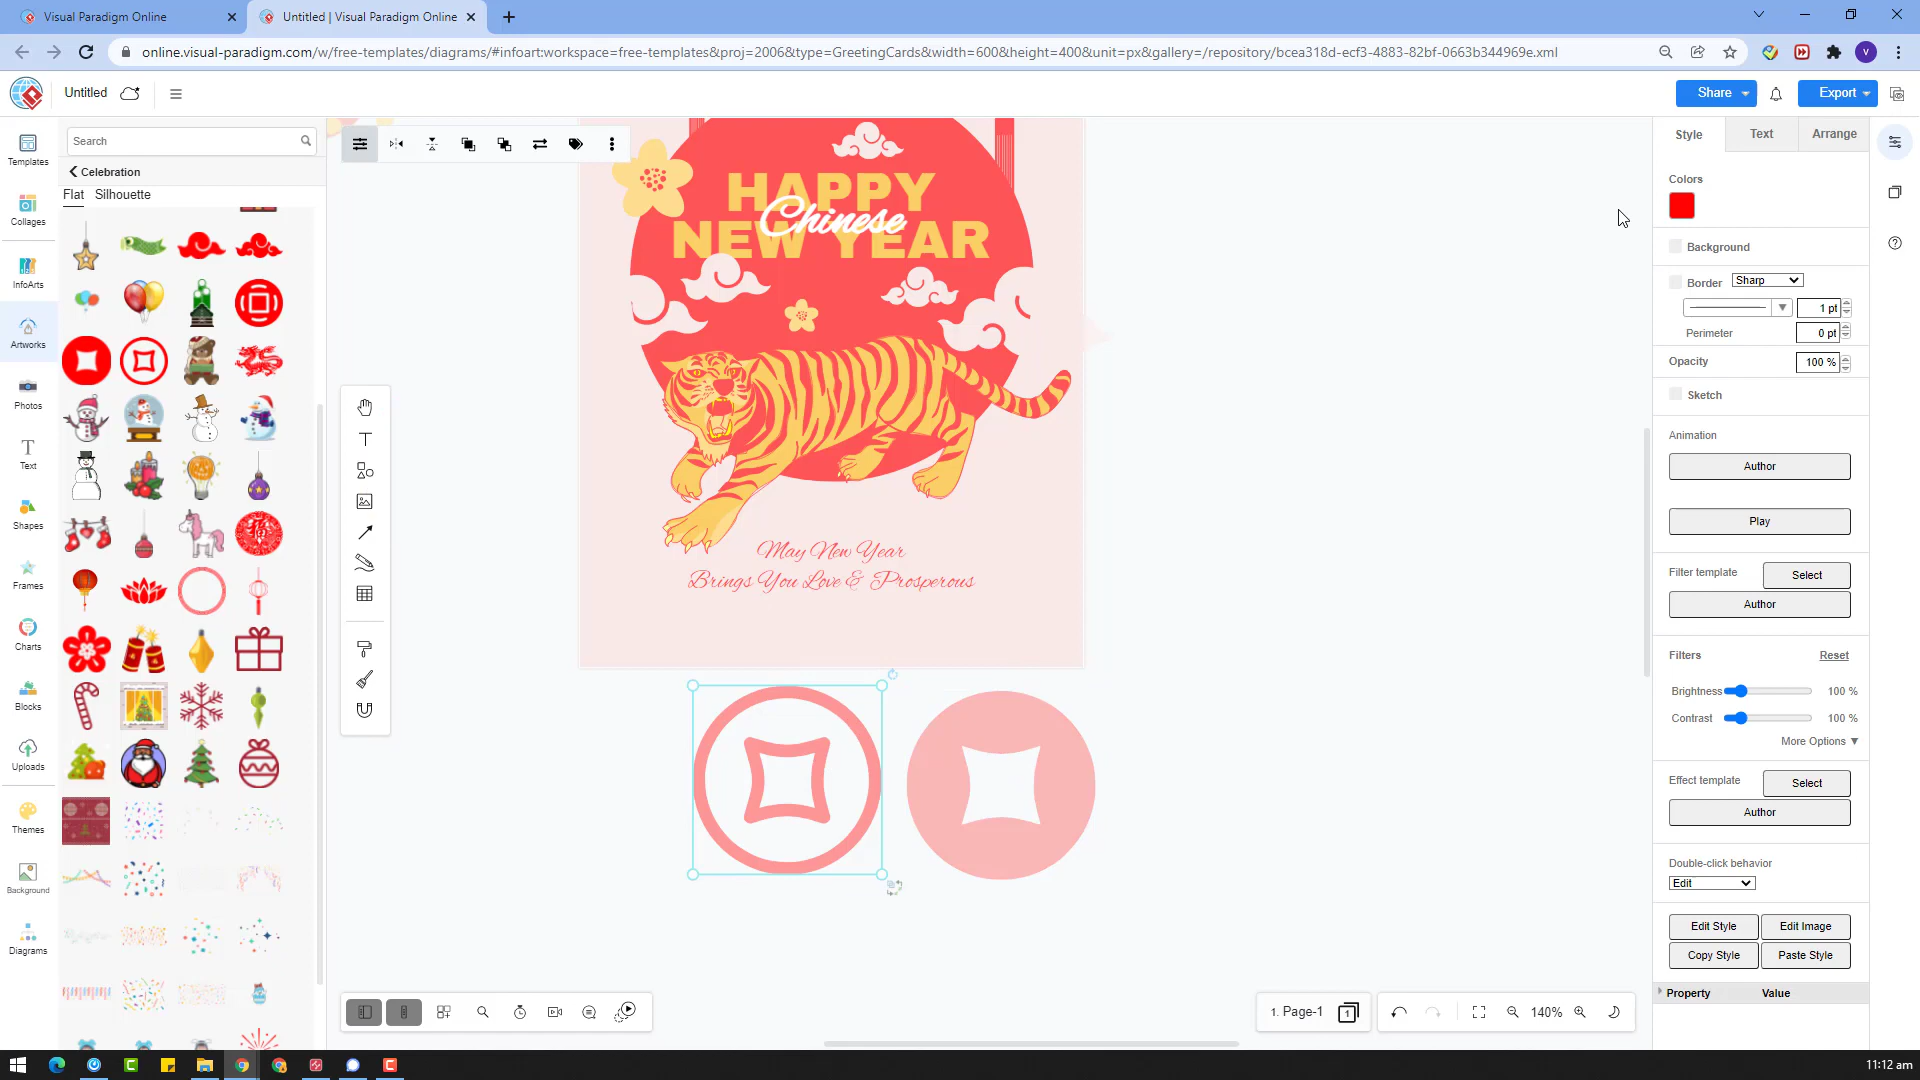 Visual Paradigm Online
Untitled | Visual Paradigm Online
online.visual-paradigm.com/w/free-templates/diagrams/#infoart:workspace=free-templates&proj=2006&type=GreetingCards&width=600&height=400&unit=px&gallery=/repository/bcea318d-ecf3-4883-82bf-0663b344969e.xml
V
Untitled
Share
Export
Search
Celebration
Flat
Silhouette
Templates
Collages
InfoArts
Artworks
Photos
Text
Shapes
Frames
Charts
Blocks
Uploads
Themes
Background
Diagrams
HAPPY
Chinese
NEW YEAR
May New Year
Brings You Love & Prosperous
Style
Text
Arrange
Colors
Background
Border
Sharp
1 pt
Perimeter
0 pt
Opacity
100 %
Sketch
Animation
Author
Play
Filter template
Select
Author
Filters
Reset
Brightness
100 %
Contrast
100 %
More Options
Effect template
Select
Author
Double-click behavior
Edit
Edit Style
Edit Image
Copy Style
Paste Style
Property
Value
1. Page-1
1
140%
11:12 am